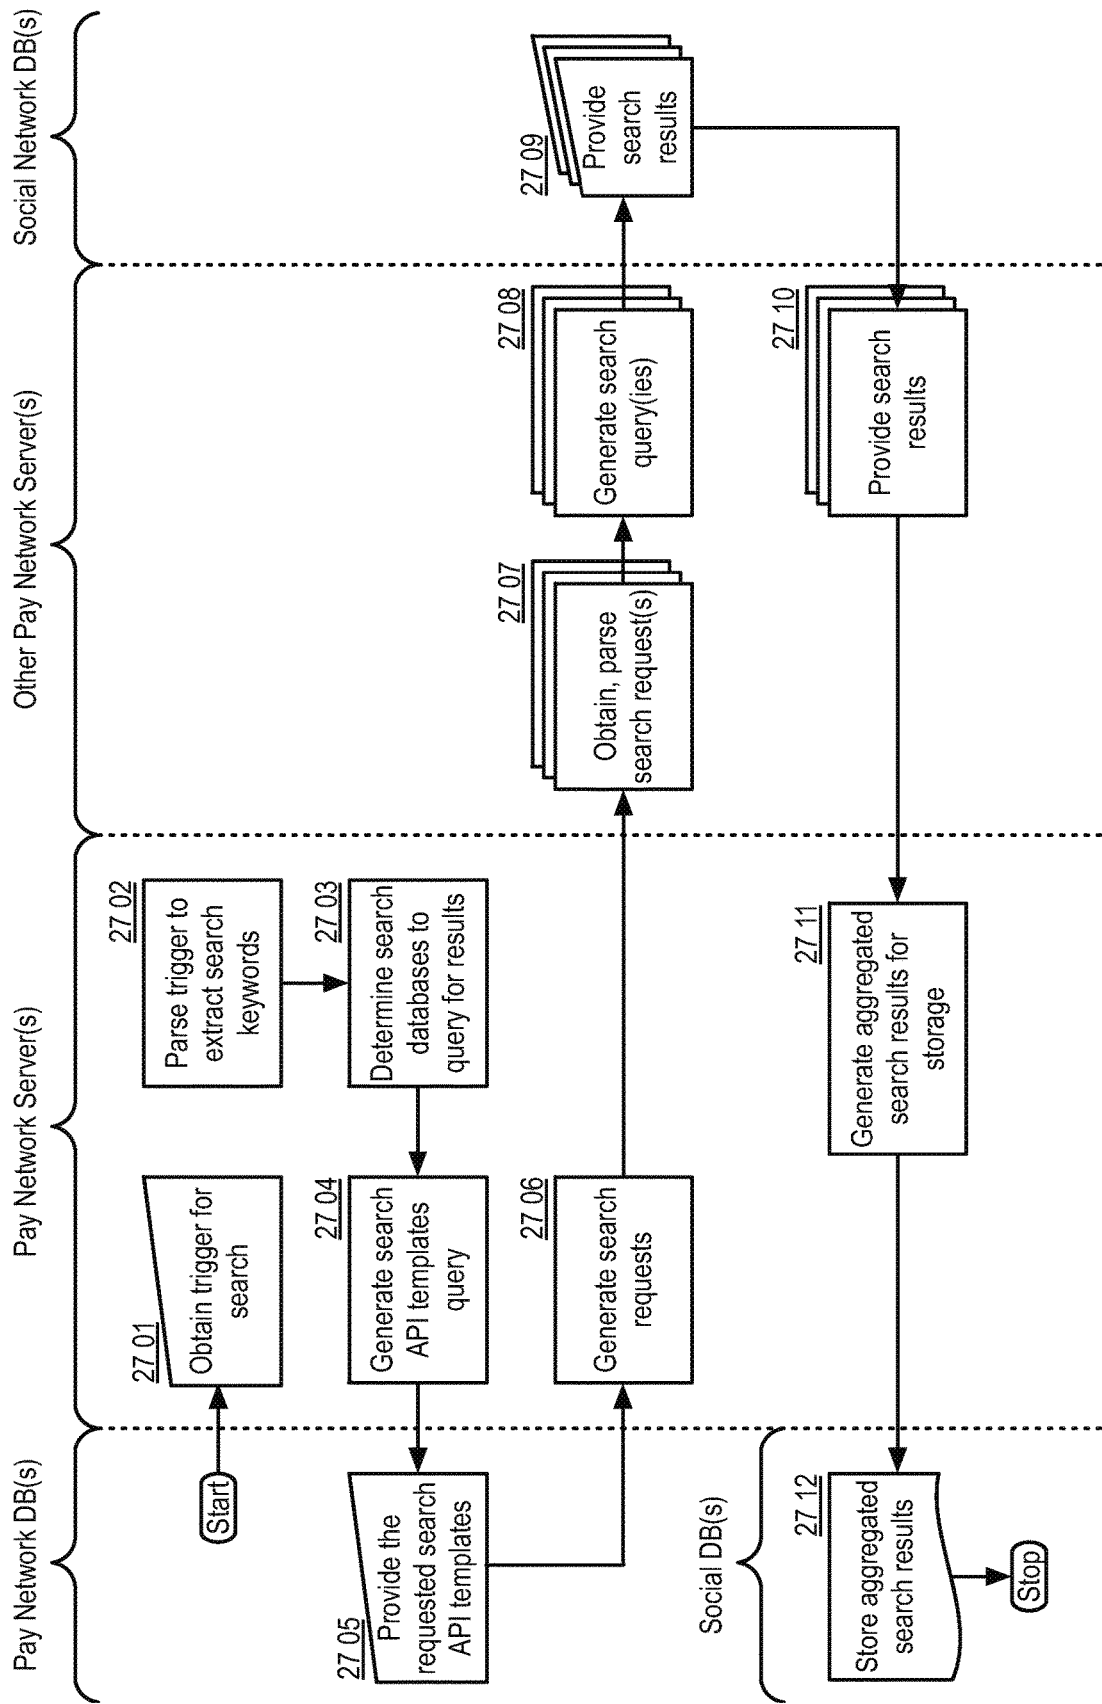 Pay Network DB(s)
Pay Network Server(s)
Other Pay Network Server(s)
Social Network DB(s)
Start
27 01
Obtain trigger for
search
27 02
Parse trigger to
extract search
keywords
27 03
Determine search
databases to
query for results
27 04
Generate search
API templates
query
27 05
Provide the
requested search
API templates
27 06
Generate search
requests
27 07
Obtain, parse
search request(s)
27 08
Generate search
query(ies)
27 09
Provide
search
results
27 10
Provide search
results
27 11
Generate aggregated
search results for
storage
Social DB(s)
27 12
Store aggregated
search results
Stop